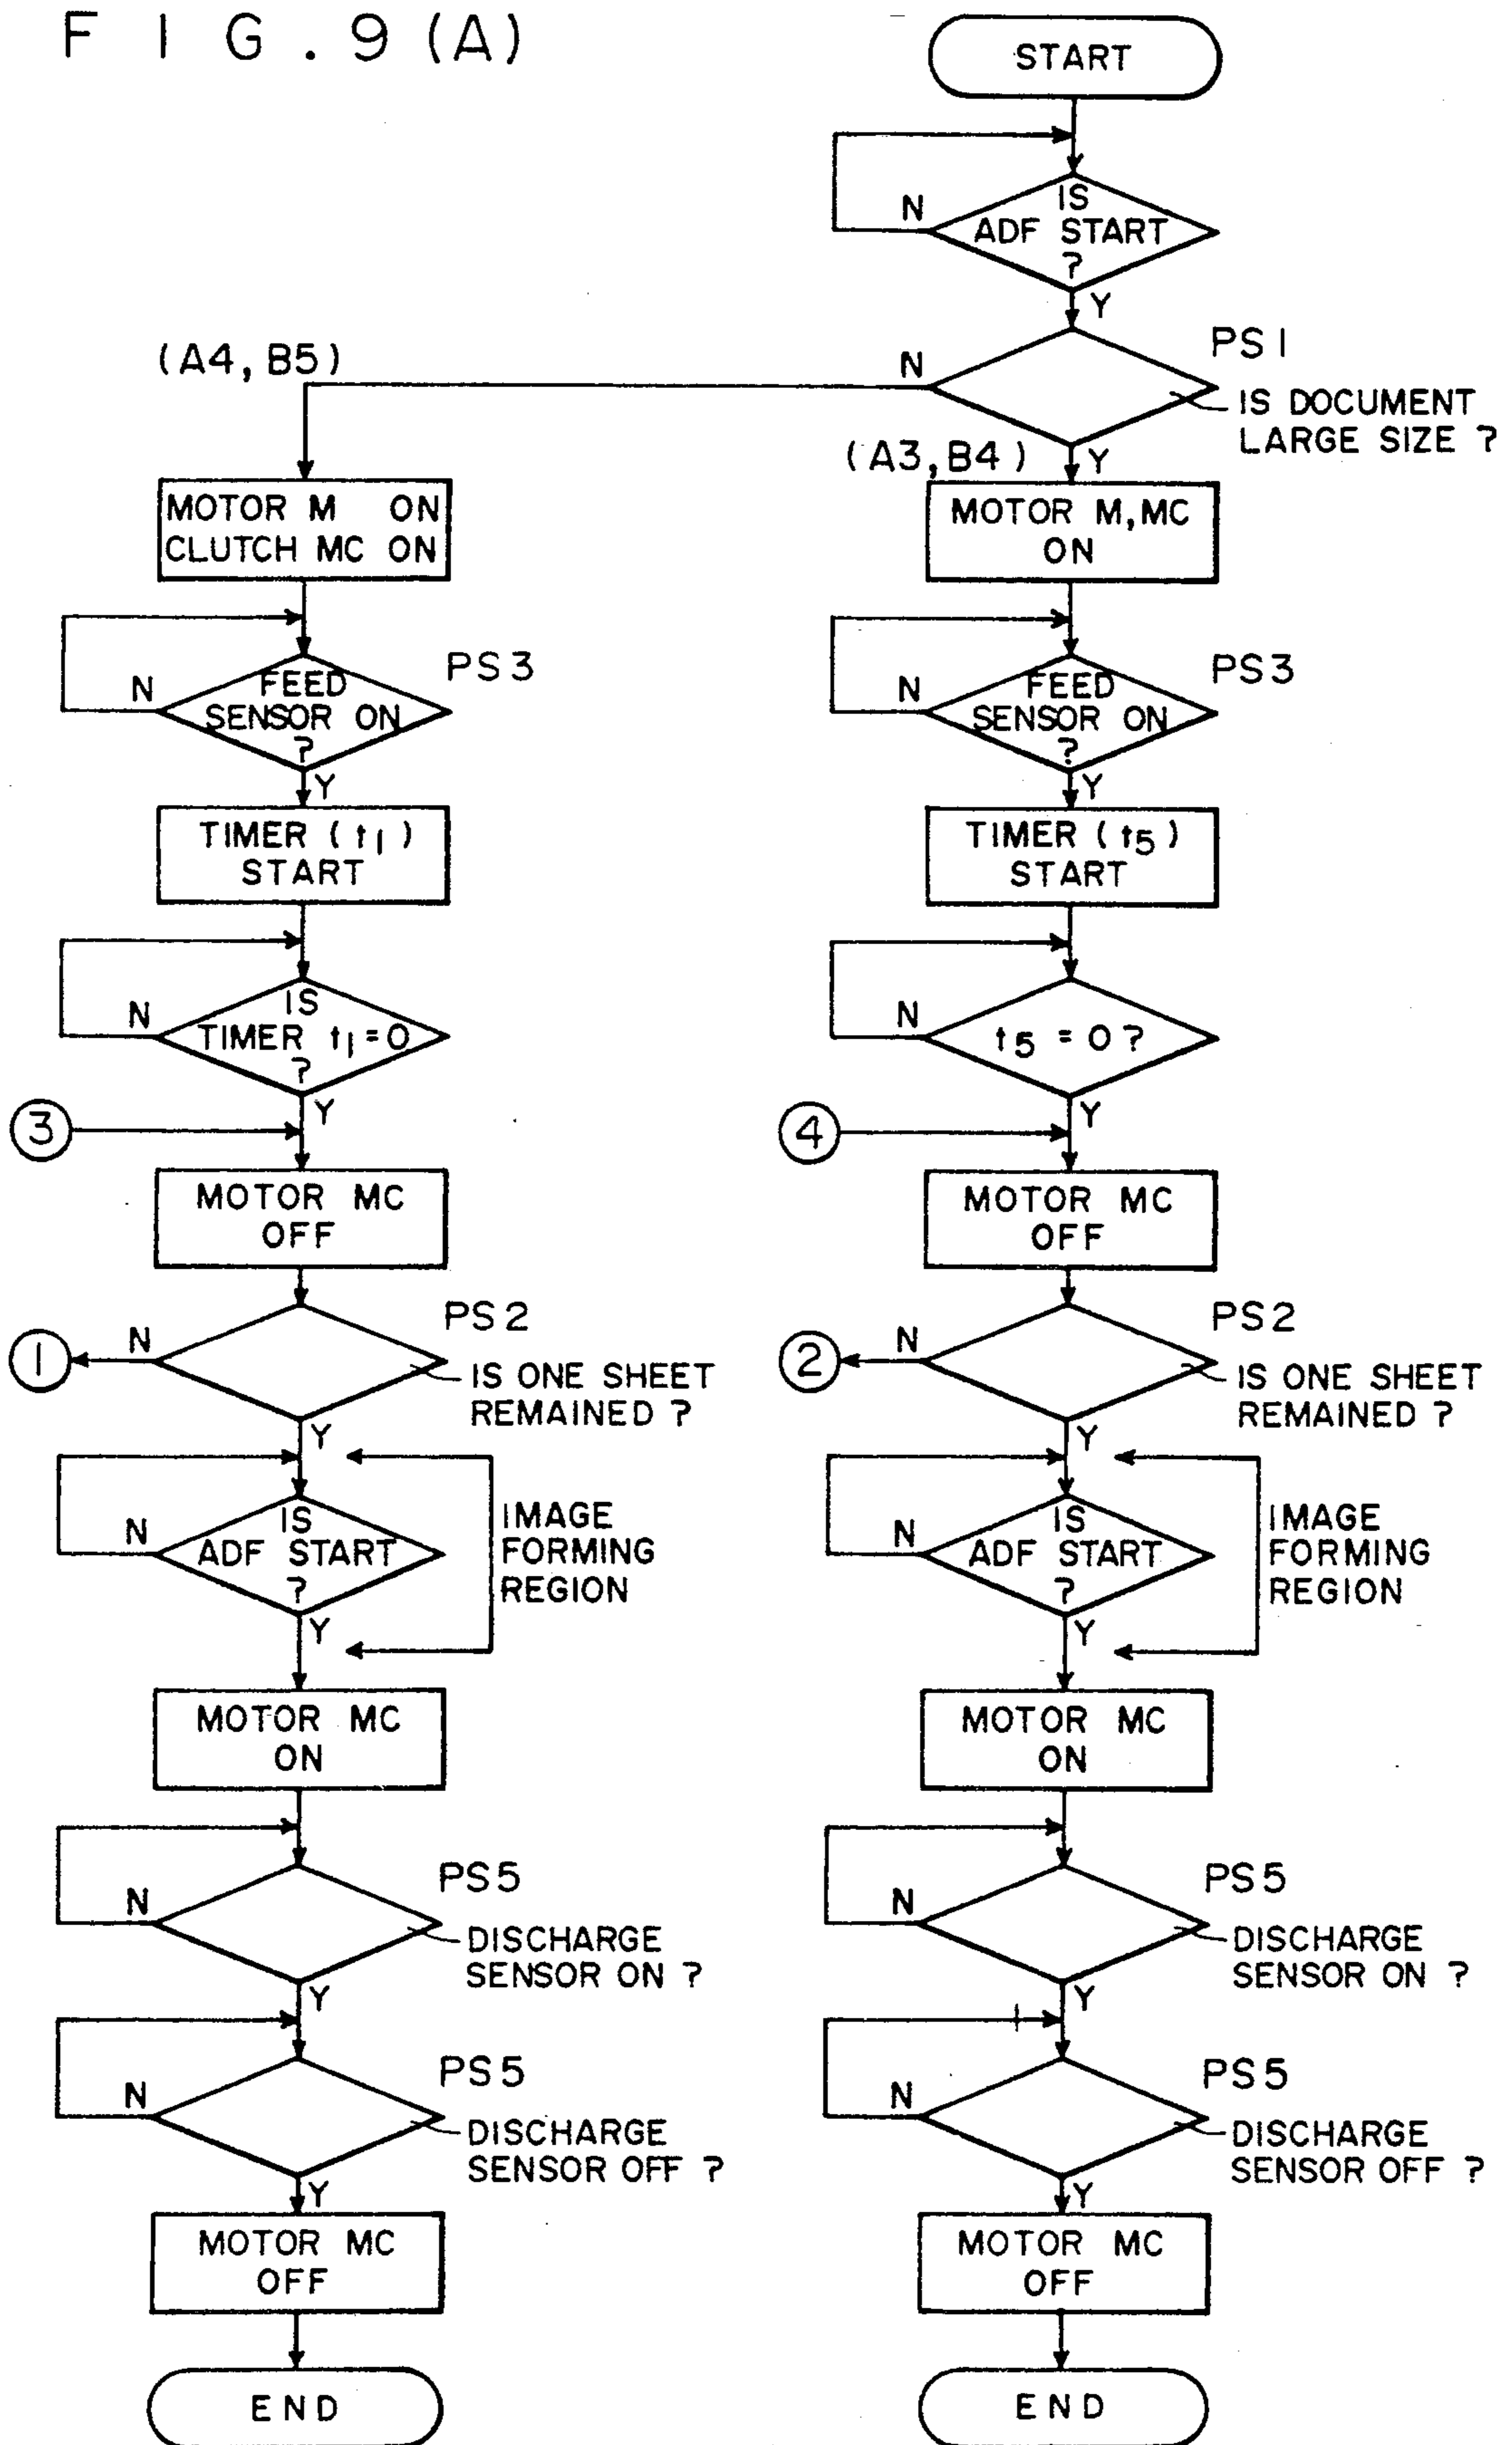 F I G . 9 (A)
START
IS
ADF START
?
N
Y
PS1
IS DOCUMENT
LARGE SIZE ?
N
(A4, B5)
(A3, B4)
Y
MOTOR M ON
CLUTCH MC ON
FEED
SENSOR ON
?
PS3
N
Y
TIMER (t1)
START
IS
TIMER t1=0
?
N
Y
3
MOTOR MC
OFF
PS2
IS ONE SHEET
REMAINED ?
N
1
Y
IS
ADF START
?
N
Y
IMAGE
FORMING
REGION
MOTOR MC
ON
PS5
DISCHARGE
SENSOR ON ?
N
Y
PS5
DISCHARGE
SENSOR OFF ?
N
Y
MOTOR MC
OFF
END
MOTOR M, MC
ON
FEED
SENSOR ON
?
PS3
N
Y
TIMER (t5)
START
t5 = 0 ?
N
Y
4
MOTOR MC
OFF
PS2
IS ONE SHEET
REMAINED ?
N
2
Y
IS
ADF START
?
N
Y
IMAGE
FORMING
REGION
MOTOR MC
ON
PS5
DISCHARGE
SENSOR ON ?
N
Y
PS5
DISCHARGE
SENSOR OFF ?
N
Y
MOTOR MC
OFF
END